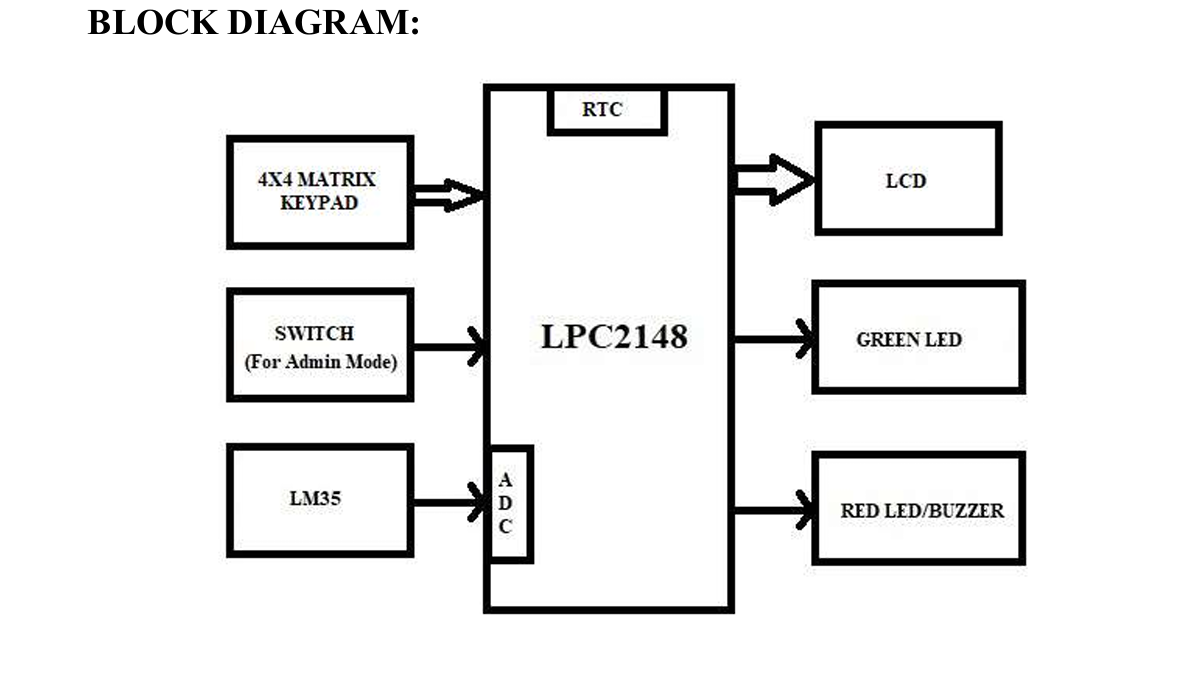 BLOCK DIAGRAM:
RTC
4X4 MATRIX
KEYPAD
LCD
SWITCH
(For Admin Mode)
LPC2148
GREEN LED
LM35
A
D
C
RED LED/BUZZER